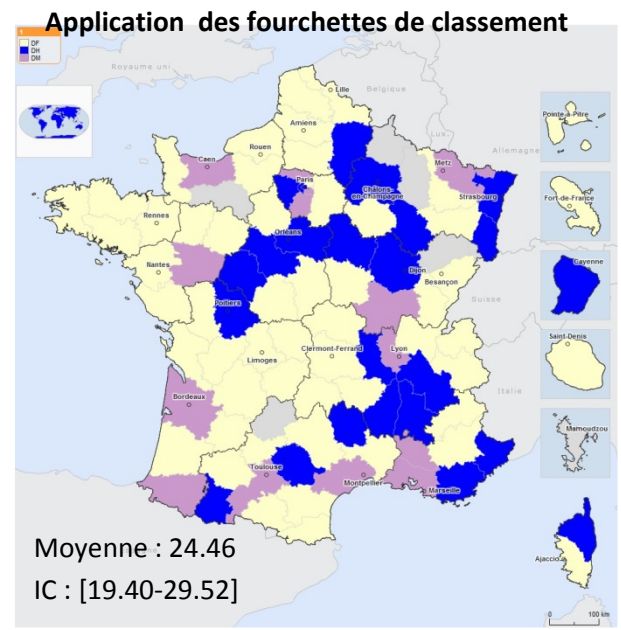 Application des fourchettes de classement
1
DF
DH
DM
Royaume uni
Belgique
Lille
Amiens
Lux.
Allemagne
Pointe-à-Pitre
Rouen
Caen
Metz
Paris
Châlons-
en-Champagne
Strasbourg
Fort-de-France
Rennes
Orléans
Nantes
Dijon
Besançon
Cayenne
Poitiers
Suisse
Saint-Denis
Clermont-Ferrand
Lyon
Limoges
Italie
Bordeaux
Mamoudzou
Toulouse
Montpellier
Marseille
Moyenne : 24.46
IC : [19.40-29.52]
Ajaccio
0 100 km